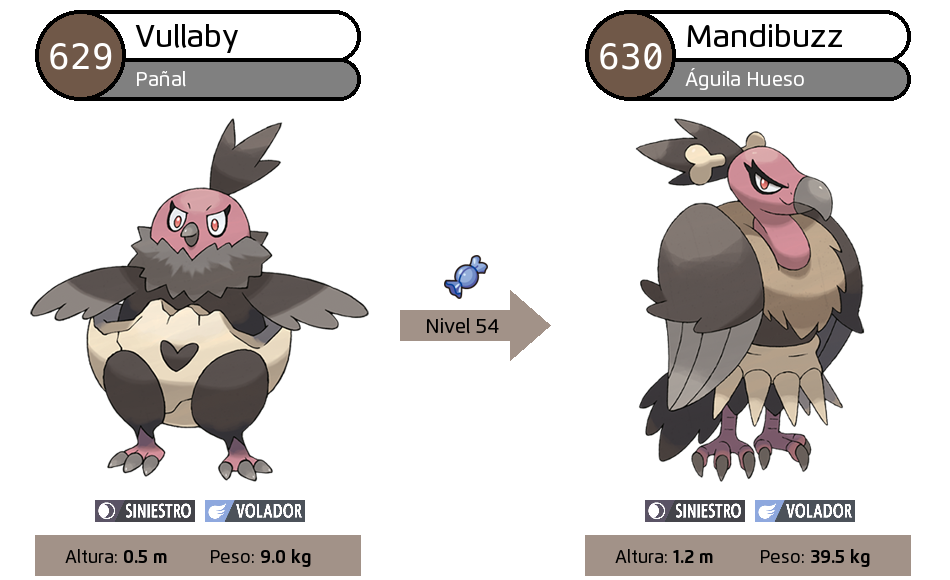 629
Vullaby
Pañal
630
Mandibuzz
Águila Hueso
Nivel 54
SINIESTRO
VOLADOR
SINIESTRO
VOLADOR
Altura: 0.5 m Peso: 9.0 kg
Altura: 1.2 m Peso: 39.5 kg